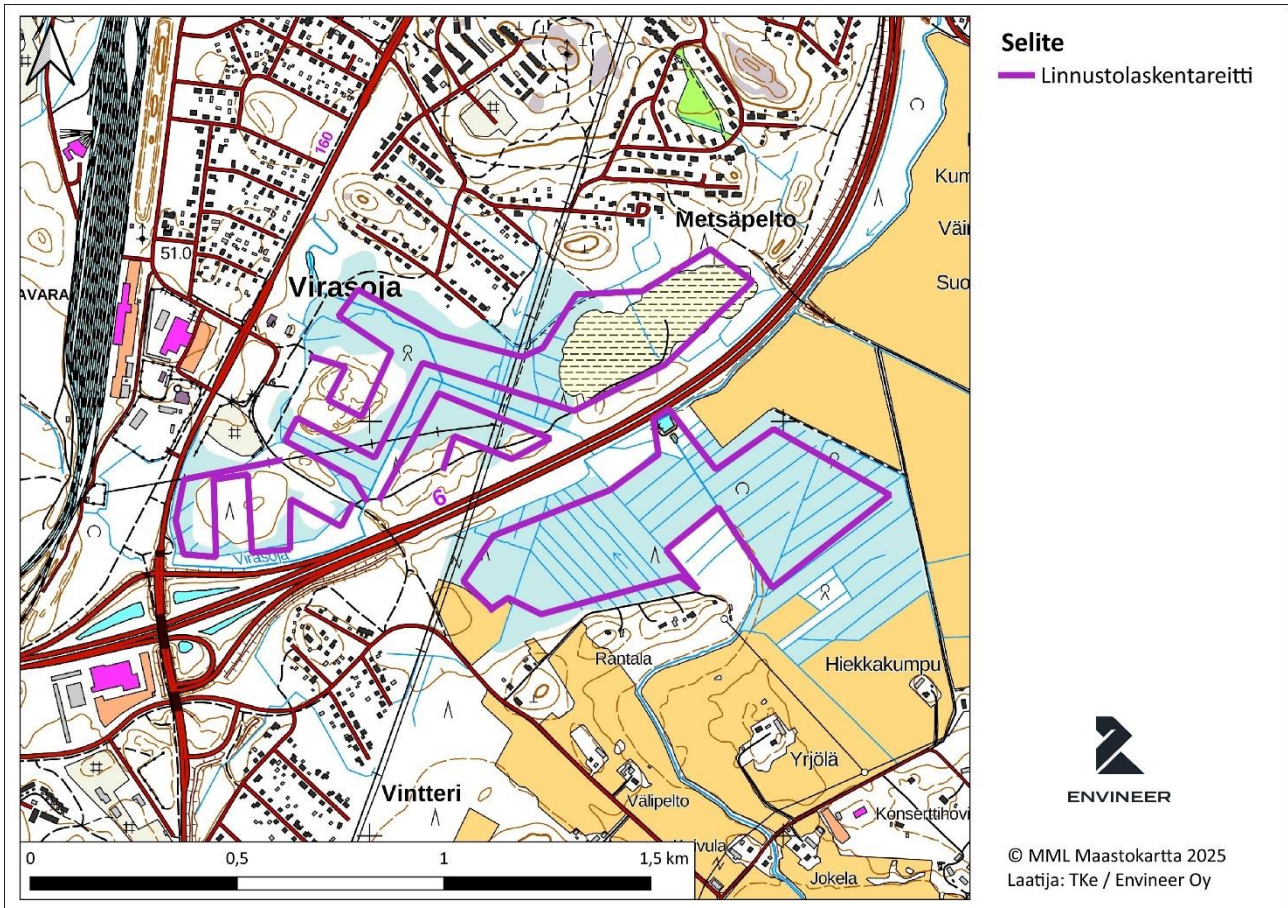 Selite
Linnustolaskentareitti
160
Kum
Metsäpelto
Väin
51.0
Suo
AVARA
Virasoja
6
Virasoja
Rantala
Hiekkakumpu
Yrjölä
Vintteri
Välipelto
Konserttihovi
Jokela
0 0,5 1 1,5 km
ENVINEER
© MML Maastokartta 2025
Laatija: TKe / Envineer Oy